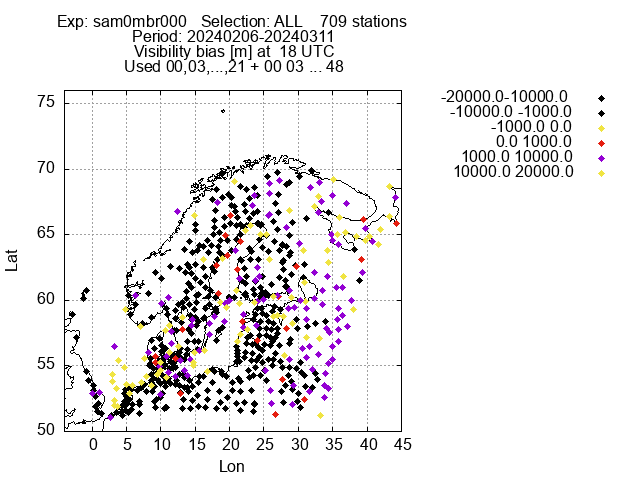 Exp: sam0mbr000 Selection: ALL 709 stations
Period: 20240206-20240311
Visibility bias [m] at 18 UTC
Used 00,03,...,21 + 00 03 ... 48
-20000.0-10000.0
-10000.0 -1000.0
-1000.0 0.0
0.0 1000.0
1000.0 10000.0
10000.0 20000.0
75
70
65
60
55
50
Lat
0 5 10 15 20 25 30 35 40 45
Lon